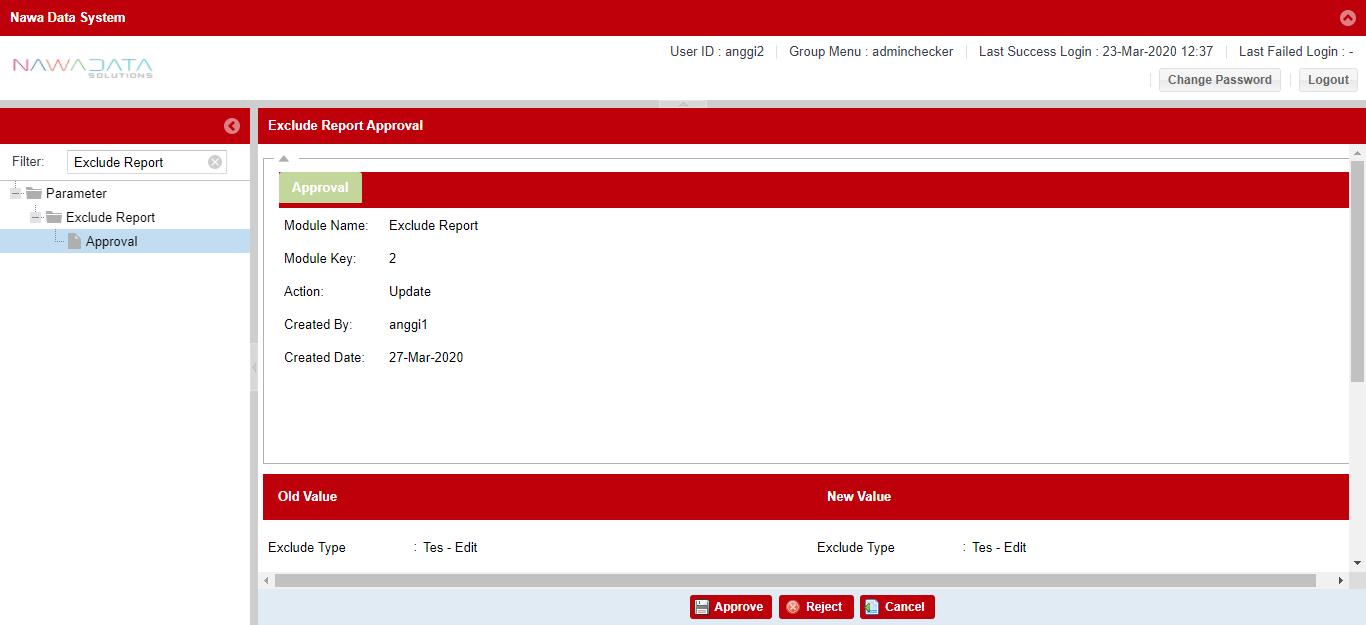 Nawa Data System
User ID : anggi2 Group Menu : adminchecker Last Success Login : 23-Mar-2020 12:37 Last Failed Login : -
NAWADATA
SOLUTIONS
Change Password Logout
Exclude Report Approval
Filter: Exclude Report
Parameter
Exclude Report
Approval
Approval
Module Name: Exclude Report
Module Key: 2
Action: Update
Created By: anggi1
Created Date: 27-Mar-2020
Old Value New Value
Exclude Type : Tes - Edit Exclude Type : Tes - Edit
Approve Reject Cancel